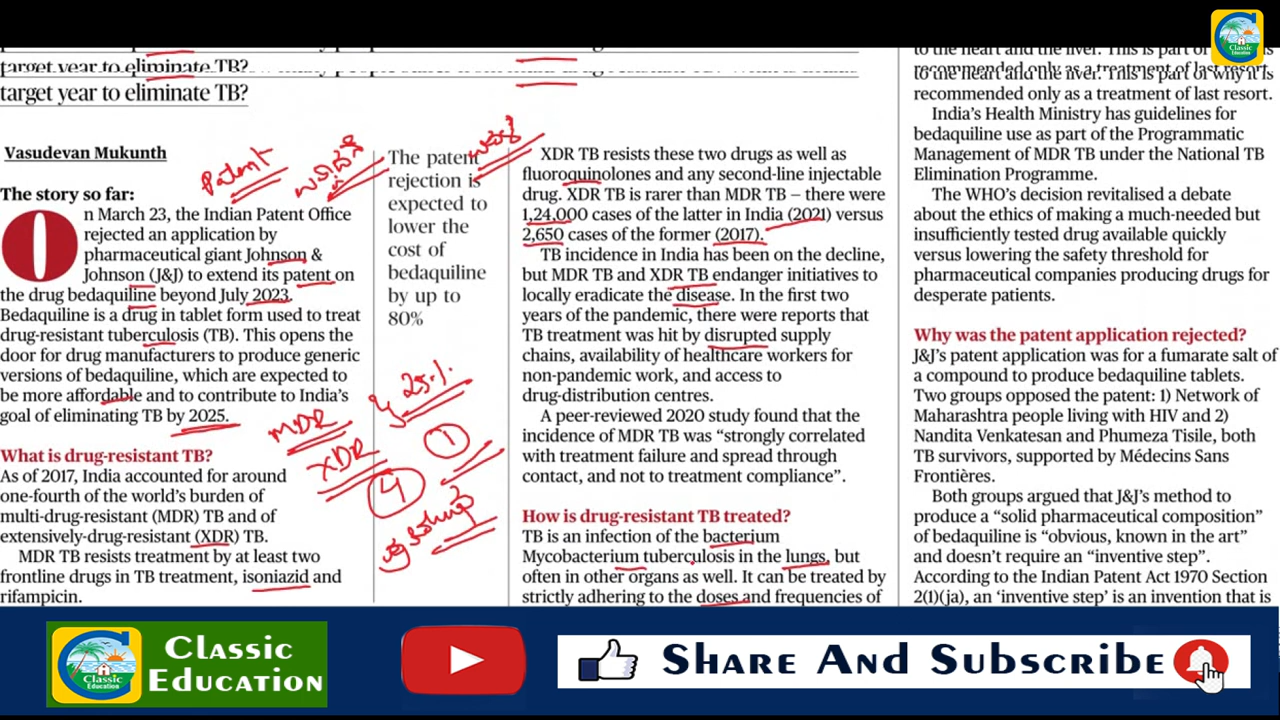 target year to eliminate TB?
target year to eliminate TB?
Vasudevan Mukunth
The story so far:
On March 23, the Indian Patent Office
rejected an application by
pharmaceutical giant Johnson &
Johnson (J&J) to extend its patent on
the drug bedaquiline beyond July 2023.
Bedaquiline is a drug in tablet form used to treat
drug-resistant tuberculosis (TB). This opens the
door for drug manufacturers to produce generic
versions of bedaquiline, which are expected to
be more affordable and to contribute to India's
goal of eliminating TB by 2025.
What is drug-resistant TB?
As of 2017, India accounted for around
one-fourth of the world's burden of
multi-drug-resistant (MDR) TB and of
extensively-drug-resistant (XDR) TB.
MDR TB resists treatment by at least two
frontline drugs in TB treatment, isoniazid and
rifampicin.
Patent
The patent
rejection is
expected to
lower the
cost of
bedaquiline
by up to
80%
25%
MDR
XDR
1
4
XDR TB resists these two drugs as well as
fluoroquinolones and any second-line injectable
drug. XDR TB is rarer than MDR TB – there were
1,24,000 cases of the latter in India (2021) versus
2,650 cases of the former (2017).
TB incidence in India has been on the decline,
but MDR TB and XDR TB endanger initiatives to
locally eradicate the disease. In the first two
years of the pandemic, there were reports that
TB treatment was hit by disrupted supply
chains, availability of healthcare workers for
non-pandemic work, and access to
drug-distribution centres.
A peer-reviewed 2020 study found that the
incidence of MDR TB was "strongly correlated
with treatment failure and spread through
contact, and not to treatment compliance".
How is drug-resistant TB treated?
TB is an infection of the bacterium
Mycobacterium tuberculosis in the lungs, but
often in other organs as well. It can be treated by
strictly adhering to the doses and frequencies of
to the heart and the liver. This is part of why it is
recommended only as a treatment of last resort.
India's Health Ministry has guidelines for
bedaquiline use as part of the Programmatic
Management of MDR TB under the National TB
Elimination Programme.
The WHO's decision revitalised a debate
about the ethics of making a much-needed but
insufficiently tested drug available quickly
versus lowering the safety threshold for
pharmaceutical companies producing drugs for
desperate patients.
Why was the patent application rejected?
J&J's patent application was for a fumarate salt of
a compound to produce bedaquiline tablets.
Two groups opposed the patent: 1) Network of
Maharashtra people living with HIV and 2)
Nandita Venkatesan and Phumeza Tisile, both
TB survivors, supported by Médecins Sans
Frontières.
Both groups argued that J&J's method to
produce a "solid pharmaceutical composition"
of bedaquiline is "obvious, known in the art"
and doesn't require an "inventive step".
According to the Indian Patent Act 1970 Section
2(1)(ja), an 'inventive step' is an invention that is
Classic
Education
Classic
Education
Classic
Education
Share And Subscribe